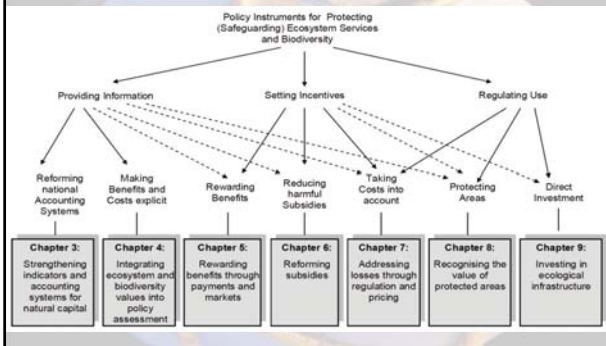 Policy Instruments for Protecting
(Safeguarding) Ecosystem Services
and Biodiversity
Providing Information
Setting Incentives
Regulating Use
Reforming
national
Accounting
Systems
Making
Benefits and
Costs explicit
Rewarding
Benefits
Reducing
harmful
Subsidies
Taking
Costs into
account
Protecting
Areas
Direct
Investment
Chapter 3:
Strengthening
indicators and
accounting
systems for
natural capital
Chapter 4:
Integrating
ecosystem and
biodiversity
values into
policy
assessment
Chapter 5:
Rewarding
benefits through
payments and
markets
Chapter 6:
Reforming
subsidies
Chapter 7:
Addressing
losses through
regulation and
pricing
Chapter 8:
Recognising the
value of
protected areas
Chapter 9:
Investing in
ecological
infrastructure